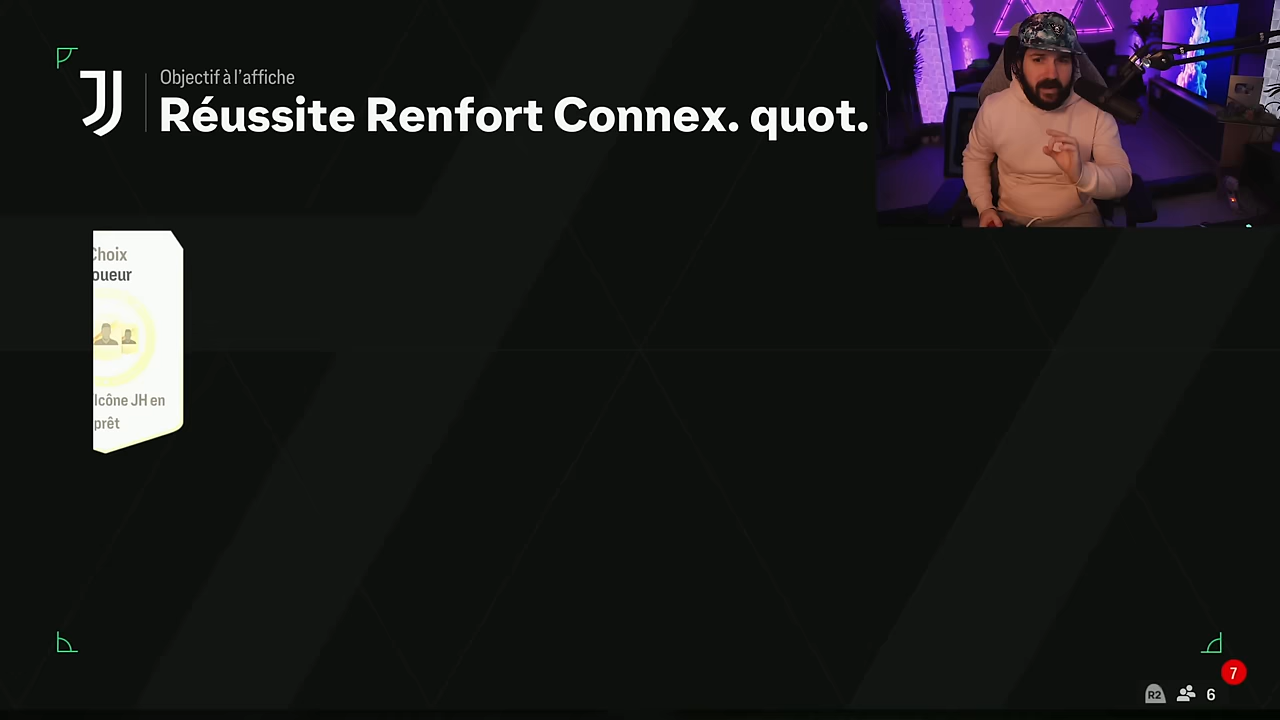 Objectif à l'affiche
Réussite Renfort Connex. quot.
Choix
oueur
Icône JH en
prêt
7
R2
6